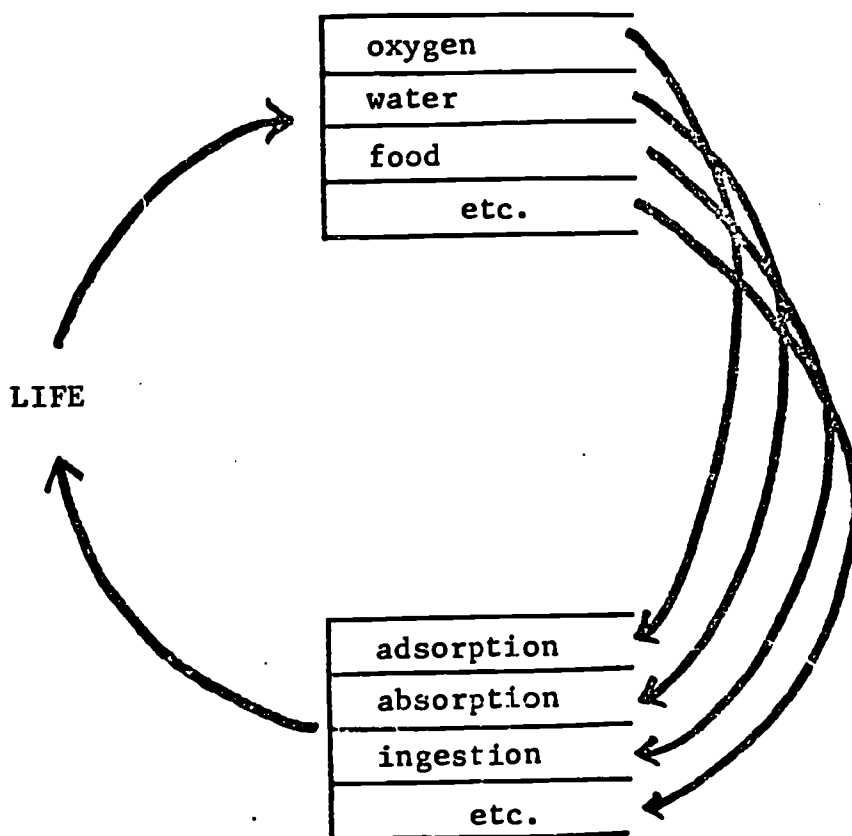 oxygen
water
food
etc.
LIFE
adsorption
absorption
ingestion
etc.